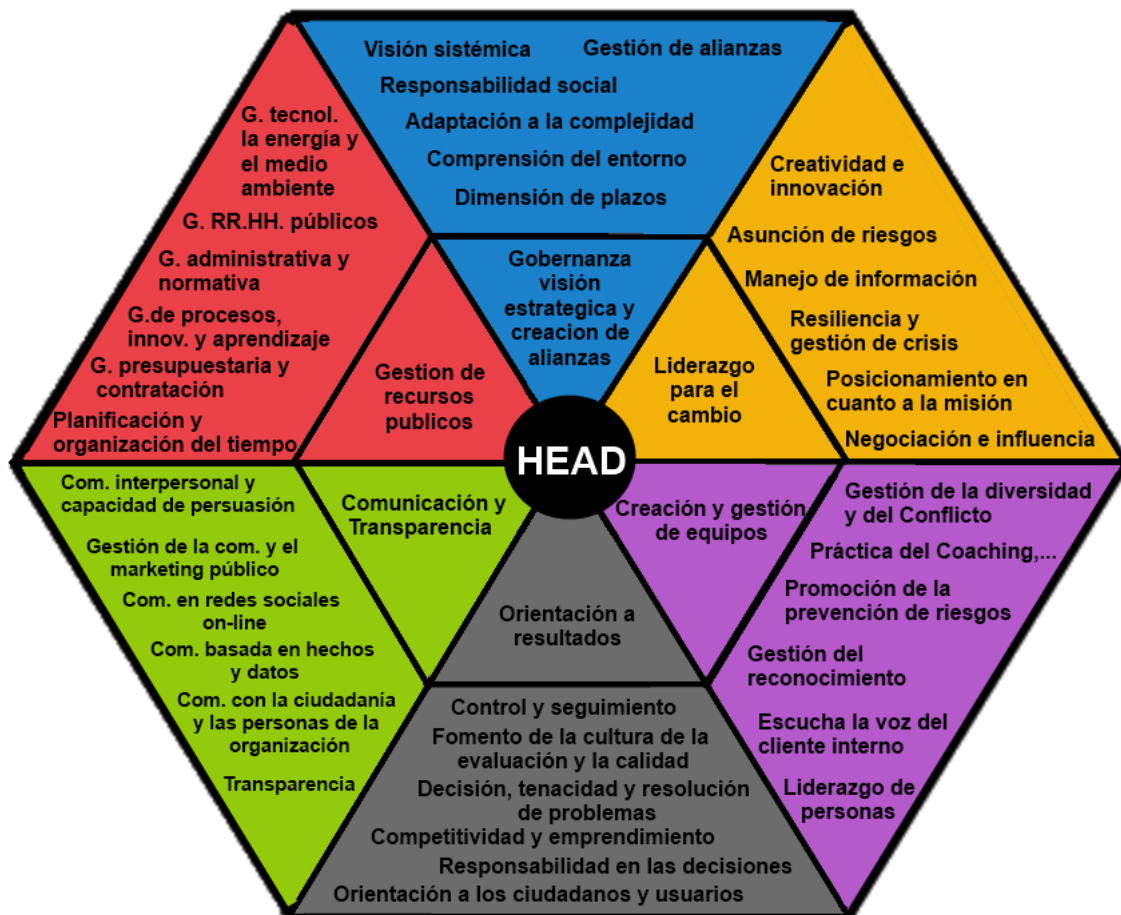 Visión sistémica
Gestión de alianzas
Responsabilidad social
Adaptación a la complejidad
Comprensión del entorno
Dimensión de plazos
Gobernanza
visión
estrategica y
creacion de
alianzas
G. tecnol.
la energía y
el medio
ambiente
G. RR.HH. públicos
G. administrativa y
normativa
G.de procesos,
innov. y aprendizaje
G. presupuestaria y
contratación
Planificación y
organización del tiempo
Gestion de
recursos
publicos
Creatividad e
innovación
Asunción de riesgos
Manejo de información
Resiliencia y
gestión de crisis
Posicionamiento en
cuanto a la misión
Negociación e influencia
Liderazgo
para el
cambio
HEAD
Com. interpersonal y
capacidad de persuasión
Gestión de la com. y el
marketing público
Com. en redes sociales
on-line
Com. basada en hechos
y datos
Com. con la ciudadanía
y las personas de la
organización
Transparencia
Comunicación y
Transparencia
Orientación a
resultados
Control y seguimiento
Fomento de la cultura de la
evaluación y la calidad
Decisión, tenacidad y resolución
de problemas
Competitividad y emprendimiento
Responsabilidad en las decisiones
Orientación a los ciudadanos y usuarios
Creación y gestión
de equipos
Gestión de la diversidad
y del Conflicto
Práctica del Coaching,...
Promoción de la
prevención de riesgos
Gestión del
reconocimiento
Escucha la voz del
cliente interno
Liderazgo de
personas